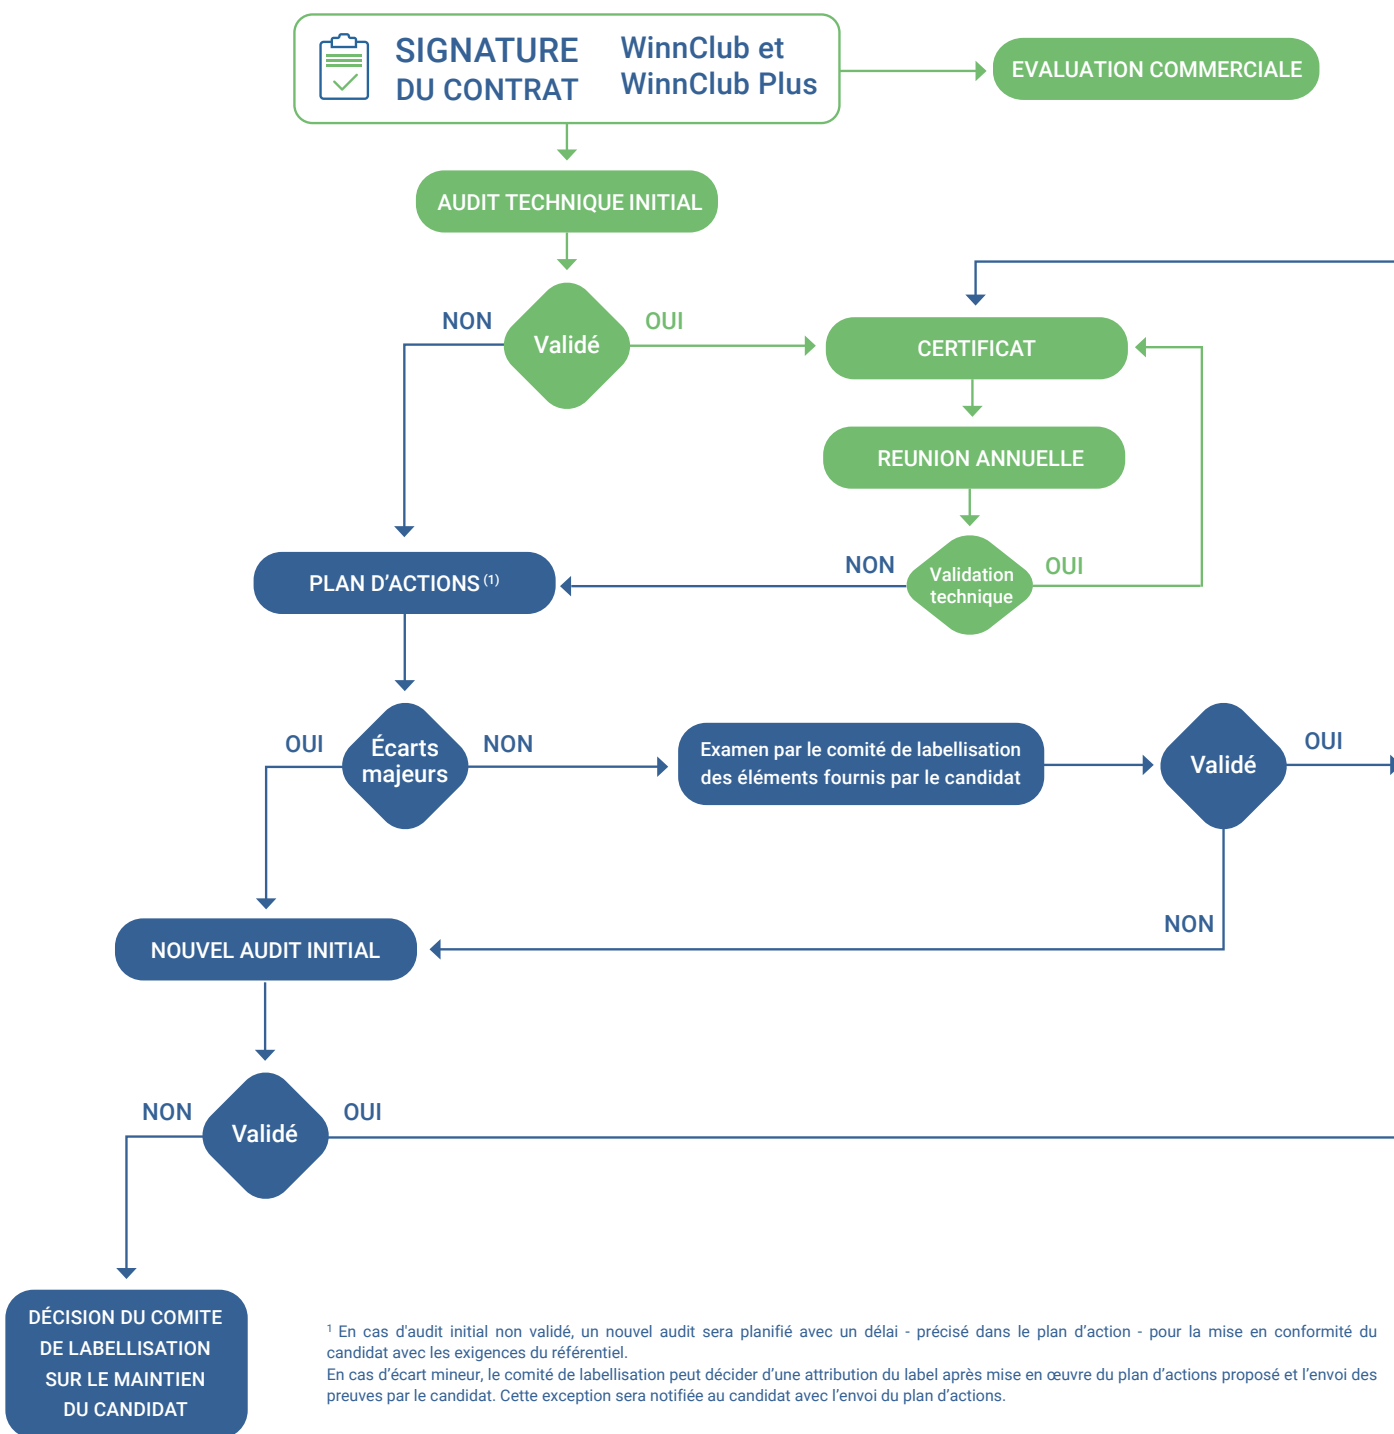 SIGNATURE
DU CONTRAT
WinnClub et
WinnClub Plus
EVALUATION COMMERCIALE
AUDIT TECHNIQUE INITIAL
NON
Validé
OUI
CERTIFICAT
REUNION ANNUELLE
NON
Validation
technique
OUI
PLAN D’ACTIONS (1)
OUI
Écarts
majeurs
NON
Examen par le comité de labellisation
des éléments fournis par le candidat
Validé
OUI
NON
NOUVEL AUDIT INITIAL
NON
Validé
OUI
DÉCISION DU COMITE
DE LABELLISATION
SUR LE MAINTIEN
DU CANDIDAT
1 En cas d'audit initial non validé, un nouvel audit sera planifié avec un délai - précisé dans le plan d’action - pour la mise en conformité du
candidat avec les exigences du référentiel.
En cas d’écart mineur, le comité de labellisation peut décider d’une attribution du label après mise en œuvre du plan d’actions proposé et l’envoi des
preuves par le candidat. Cette exception sera notifiée au candidat avec l’envoi du plan d’actions.